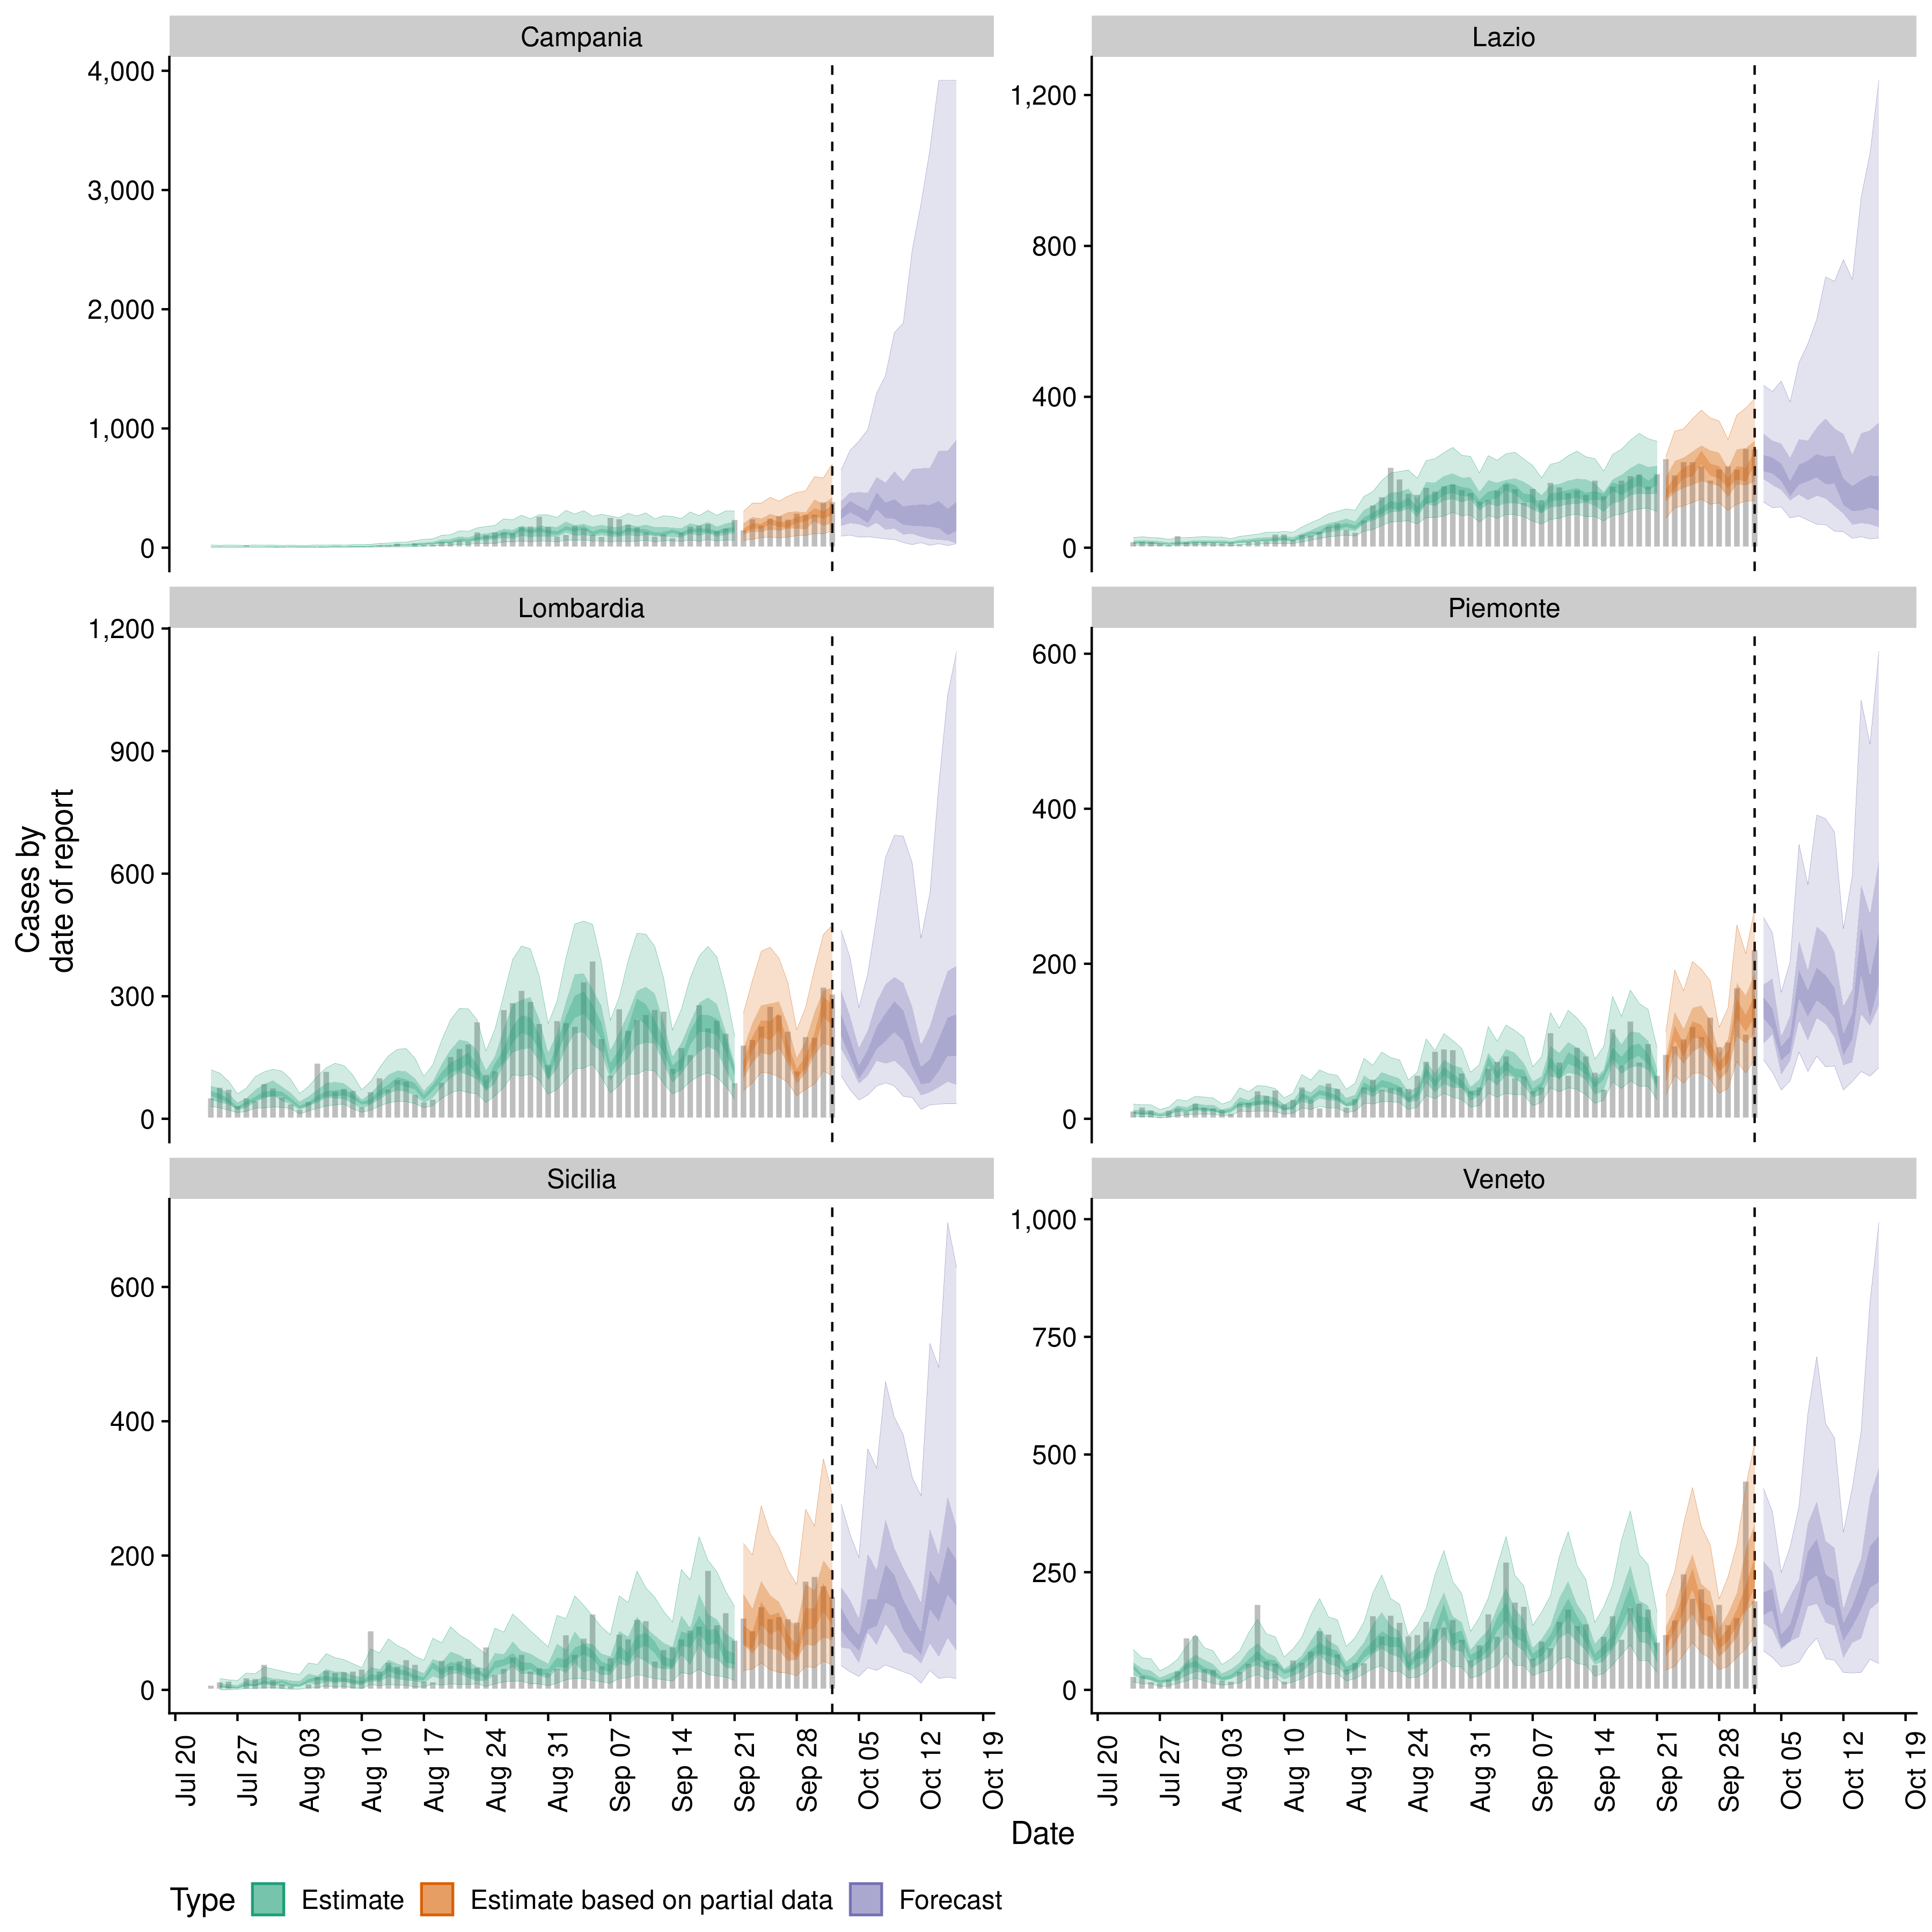 Campania
Lazio
4,000
3,000
2,000
1,000
0
1,200
800
400
0
Lombardia
Piemonte
1,200
900
600
300
0
600
400
200
0
Cases by
date of report
Sicilia
Veneto
600
400
200
0
1,000
750
500
250
0
Jul 20
Jul 27
Aug 03
Aug 10
Aug 17
Aug 24
Aug 31
Sep 07
Sep 14
Sep 21
Sep 28
Oct 05
Oct 12
Oct 19
Jul 20
Jul 27
Aug 03
Aug 10
Aug 17
Aug 24
Aug 31
Sep 07
Sep 14
Sep 21
Sep 28
Oct 05
Oct 12
Oct 19
Date
Type Estimate Estimate based on partial data Forecast